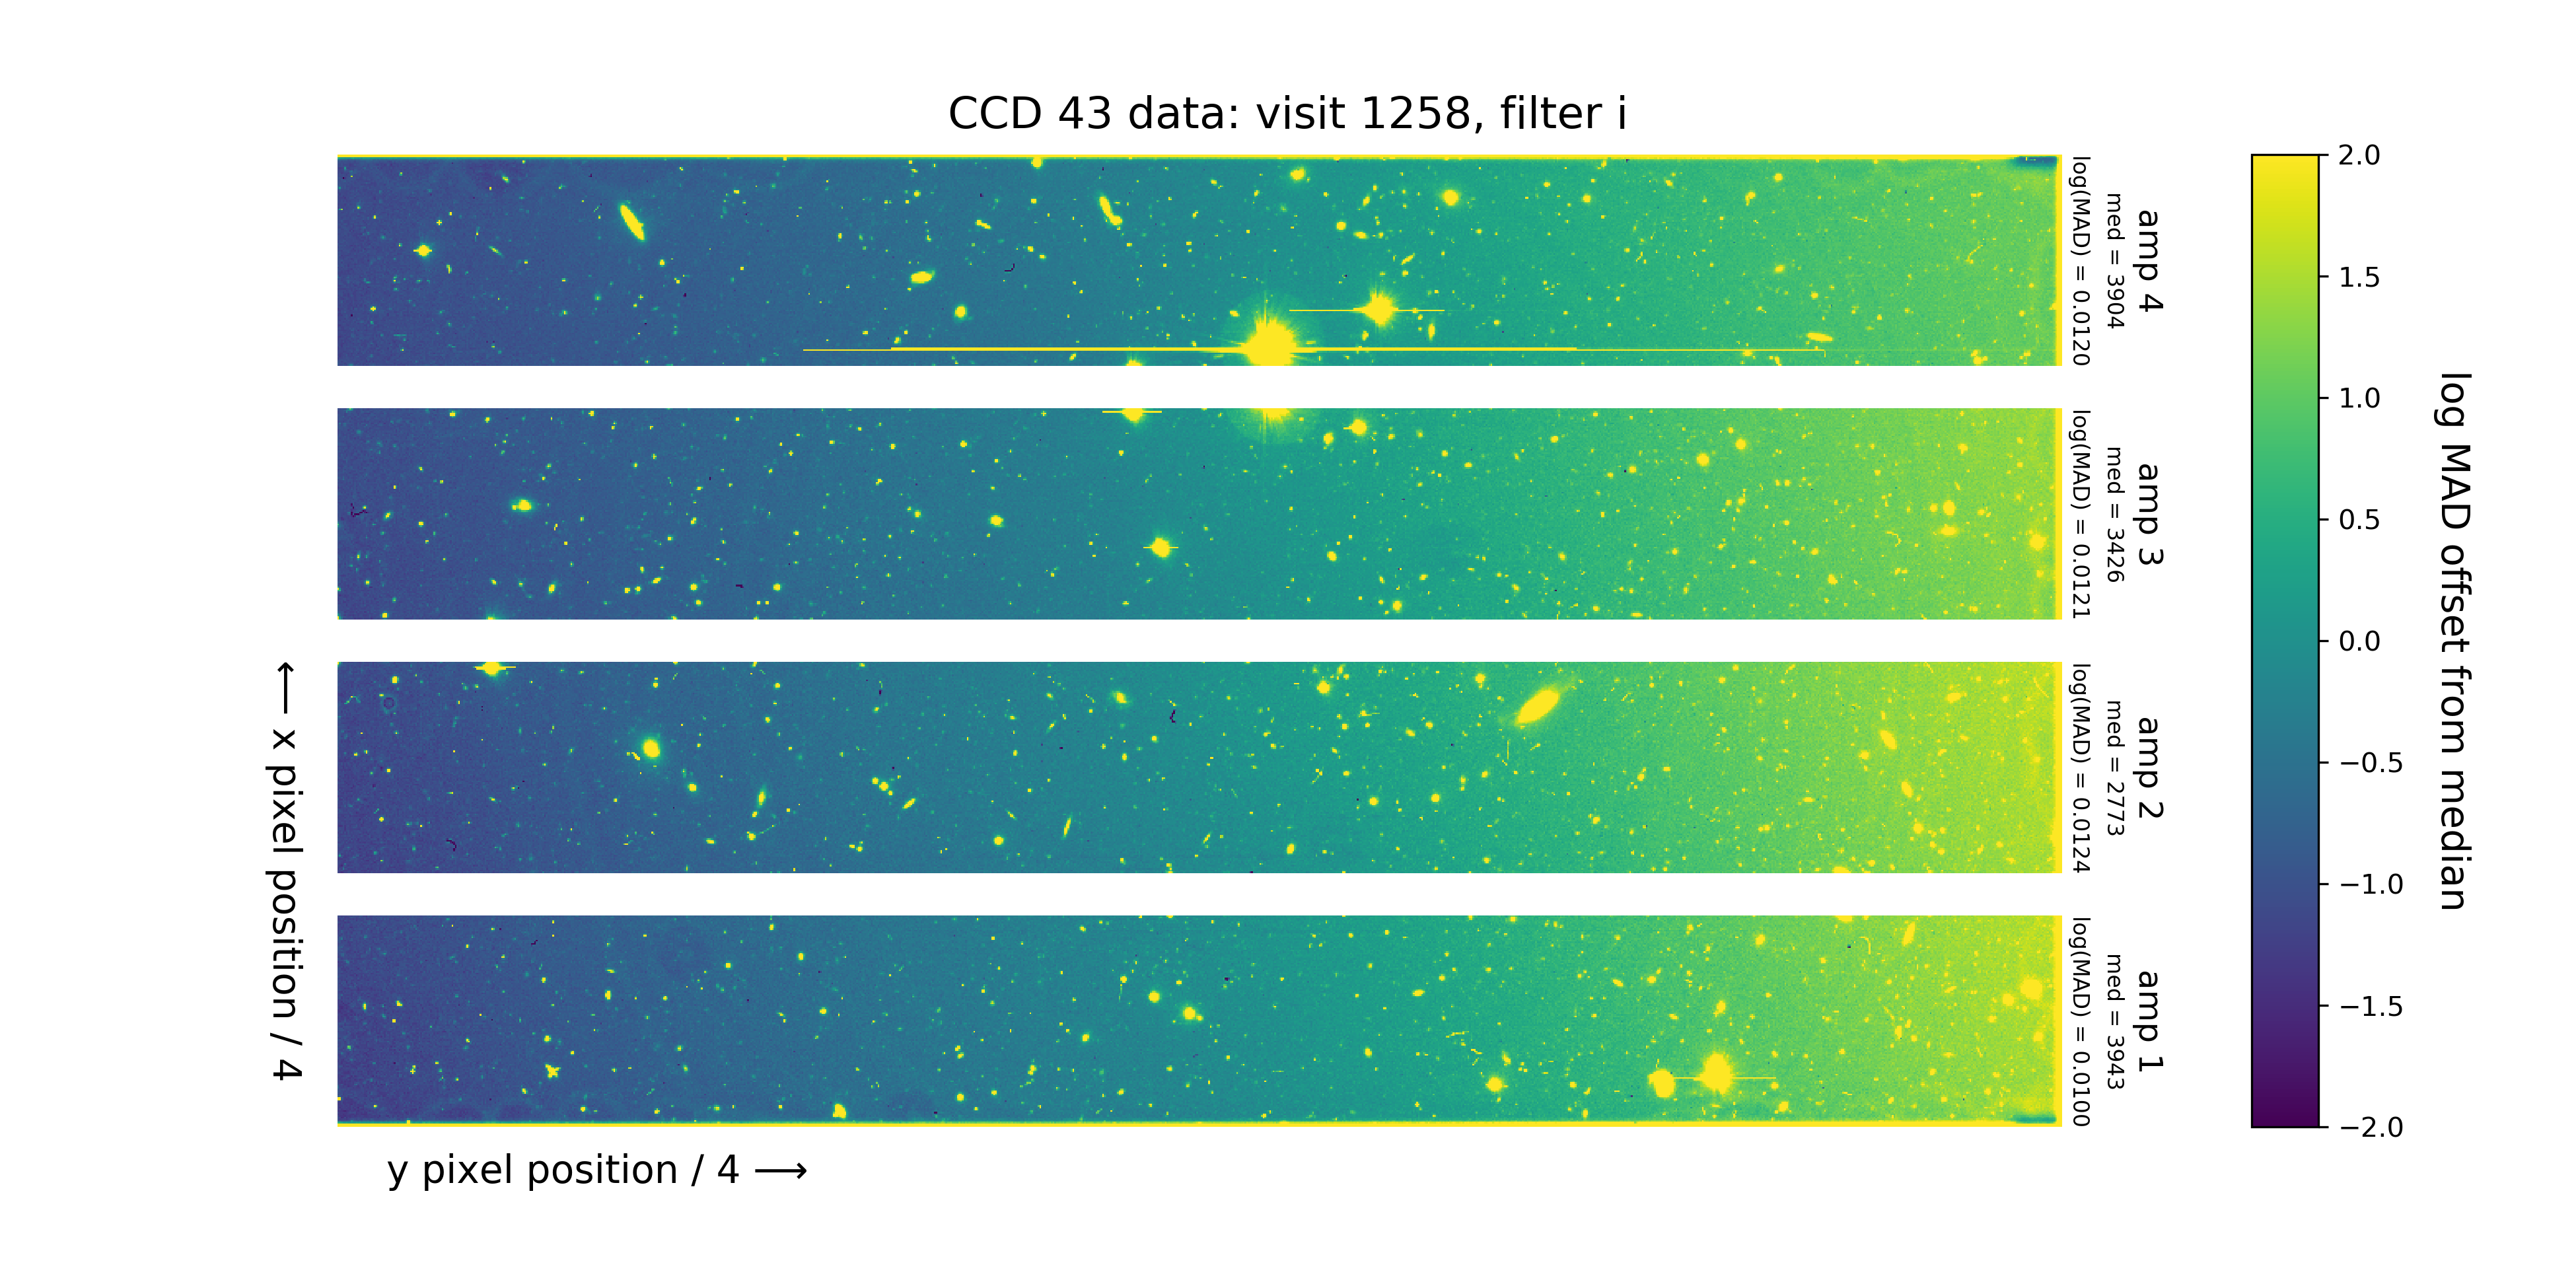 CCD 43 data: visit 1258, filter i
amp 4
med = 3904
log(MAD) = 0.0120
amp 3
med = 3426
log(MAD) = 0.0121
amp 2
med = 2773
log(MAD) = 0.0124
amp 1
med = 3943
log(MAD) = 0.0100
⟵ x pixel position / 4
y pixel position / 4 ⟶
2.0
1.5
1.0
0.5
0.0
−0.5
−1.0
−1.5
−2.0
log MAD offset from median